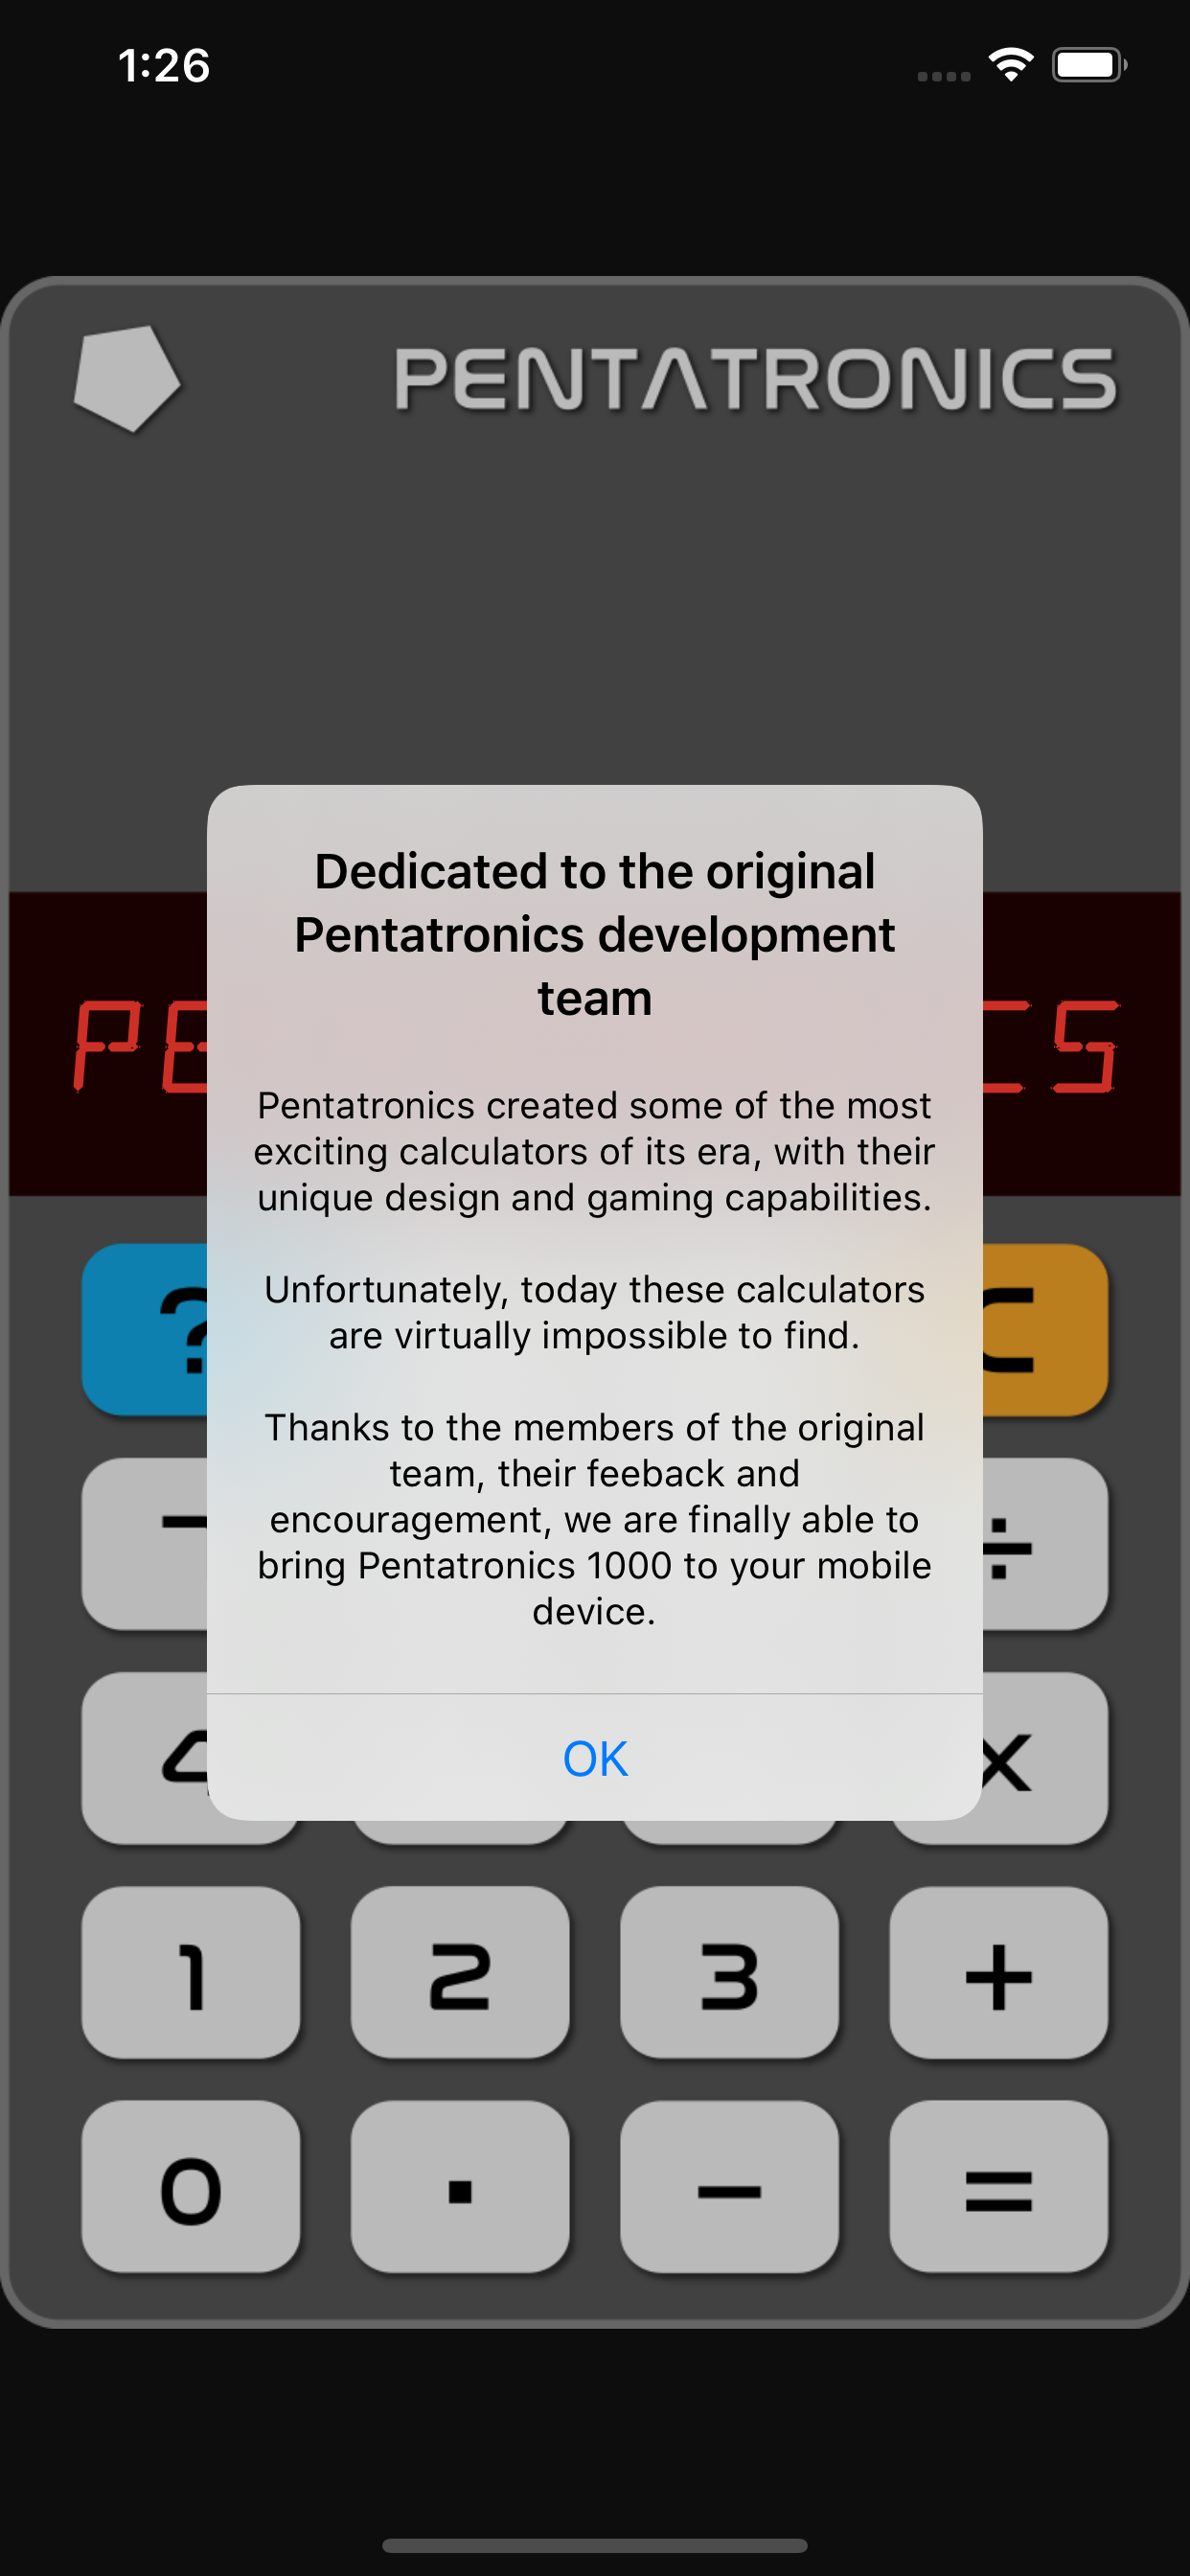 1:26
PENTATRONICS
Dedicated to the original
Pentatronics development
team
PE
CS
Pentatronics created some of the most
exciting calculators of its era, with their
unique design and gaming capabilities.
Unfortunately, today these calculators
are virtually impossible to find.
? C
Thanks to the members of the original
team, their feeback and
encouragement, we are finally able to
bring Pentatronics 1000 to your mobile
device.
÷
OK
4 x
1 2 3 +
0 . − =